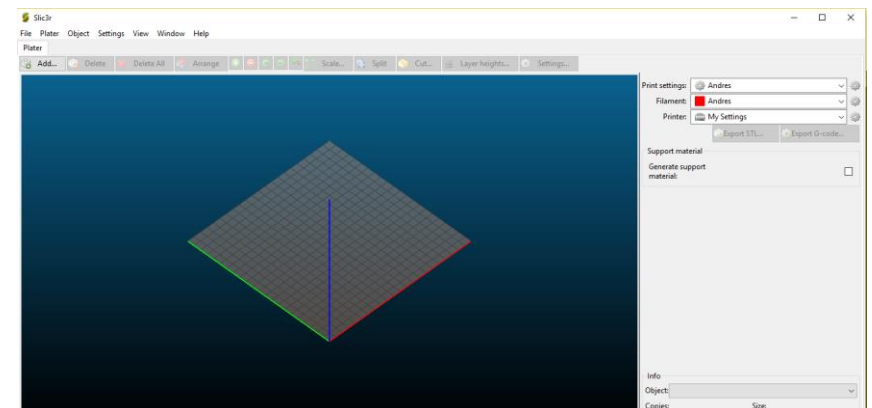 Slic3r
File Plater Object Settings View Window Help
Plater
Add... Delete Delete All Arrange Scale... Split Cut... Layer heights... Settings...
Print settings: Andres
Filament: Andres
Printer: My Settings
Export STL... Export G-code...
Support material
Generate support
material:
Info
Object:
Copies: Size: